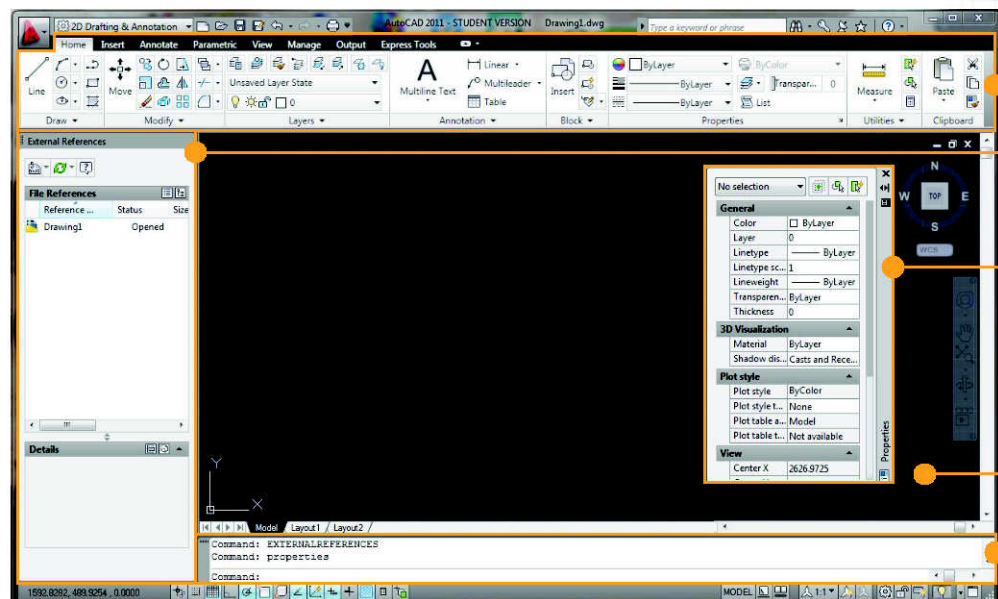 2D Drafting & Annotation
AutoCAD 2011 - STUDENT VERSION Drawing1.dwg
Type a keyword or phrase
Home Insert Annotate Parametric View Manage Output Express Tools
Line
Move
Unsaved Layer State
0
Multiline Text
Linear
Multileader
Table
Insert
ByLayer
ByLayer
ByLayer
ByColor
Transpar... 0
List
Measure
Paste
Draw Modify Layers Annotation Block Properties Utilities Clipboard
External References
File References
Reference ... Status Size
Drawing1 Opened
Details
No selection
General
Color ByLayer
Layer 0
Linetype ByLayer
Linetype sc... 1
Lineweight ByLayer
Transparen... ByLayer
Thickness 0
3D Visualization
Material ByLayer
Shadow dis... Casts and Rece...
Plot style
Plot style ByColor
Plot style t... None
Plot table a... Model
Plot table t... Not available
View
Center X 2626.9725
Properties
N
W TOP E
S
WCS
Y
X
Model Layout1 Layout2
Command: EXTERNALREFERENCES
Command: properties
Command:
1592.8282, 489.9254 , 0.0000
MODEL
1:1